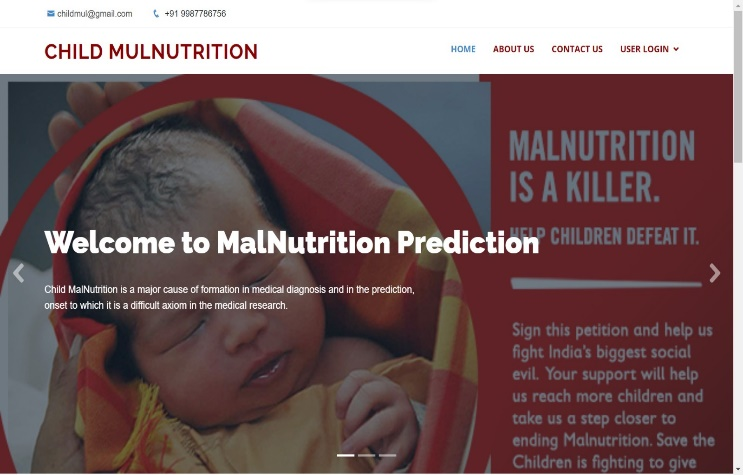 childmul@gmail.com +91 9987786756
CHILD MULNUTRITION
HOME ABOUT US CONTACT US USER LOGIN
MALNUTRITION
IS A KILLER.
HELP CHILDREN DEFEAT IT.
Welcome to MalNutrition Prediction
Child MalNutrition is a major cause of formation in medical diagnosis and in the prediction,
onset to which it is a difficult axiom in the medical research.
Sign this petition and help us
fight India's biggest social
evil. Your support will help
us reach more children and
take us a step closer to
ending Malnutrition. Save the
Children is fighting to give